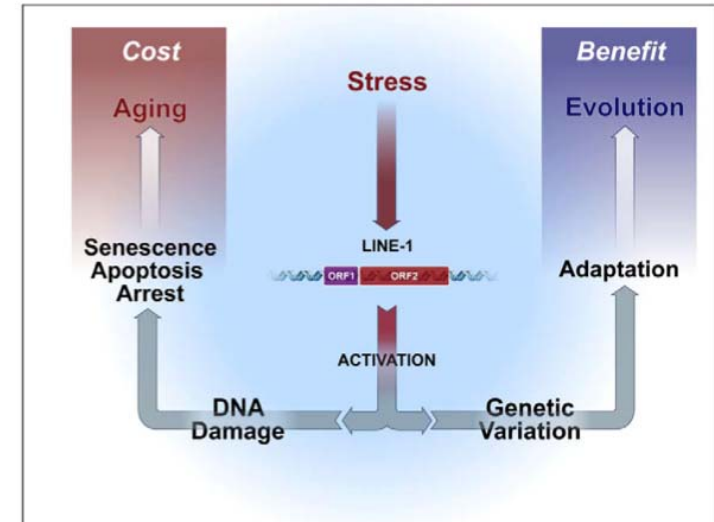 Cost
Aging
Senescence
Apoptosis
Arrest
DNA
Damage
Stress
LINE-1
ORF1
ORF2
ACTIVATION
Benefit
Evolution
Adaptation
Genetic
Variation